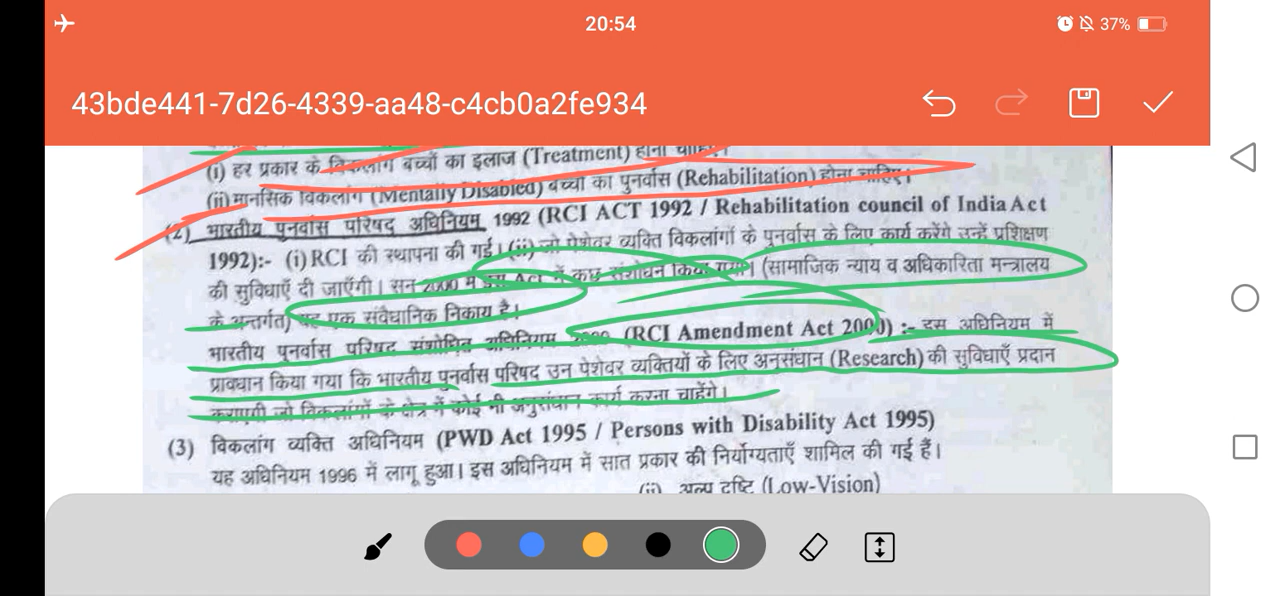 20:54
37%
43bde441-7d26-4339-aa48-c4cb0a2fe934
(i) हर प्रकार के विकलांग बच्चों का इलाज (Treatment) होना चाहिए।
(ii) मानसिक विकलांग (Mentally Disabled) बच्चों का पुनर्वास (Rehabilitation) होना चाहिए।
(2) भारतीय पुनर्वास परिषद अधिनियम 1992 (RCI ACT 1992 / Rehabilitation council of India Act
1992):- (i) RCI की स्थापना की गई। (ii) जो पेशेवर व्यक्ति विकलांगों के पुनर्वास के लिए कार्य करेंगे उन्हें प्रशिक्षण
की सुविधाएँ दी जाएँगी। सन 2000 में इस Act में कुछ संशोधन किया गया। (सामाजिक न्याय व अधिकारिता मन्त्रालय
के अन्तर्गत) यह एक संवैधानिक निकाय है।
भारतीय पुनर्वास परिषद संशोधित अधिनियम 2000 (RCI Amendment Act 2000) :- इस अधिनियम में
प्रावधान किया गया कि भारतीय पुनर्वास परिषद उन पेशेवर व्यक्तियों के लिए अनुसंधान (Research) की सुविधाएँ प्रदान
कराएगी जो विकलांगों के क्षेत्र में कोई भी अनुसंधान कार्य करना चाहेंगे।
(3) विकलांग व्यक्ति अधिनियम (PWD Act 1995 / Persons with Disability Act 1995)
यह अधिनियम 1996 में लागू हुआ। इस अधिनियम में सात प्रकार की निर्योग्यताएँ शामिल की गई हैं।
(ii) अल्प दृष्टि (Low-Vision)